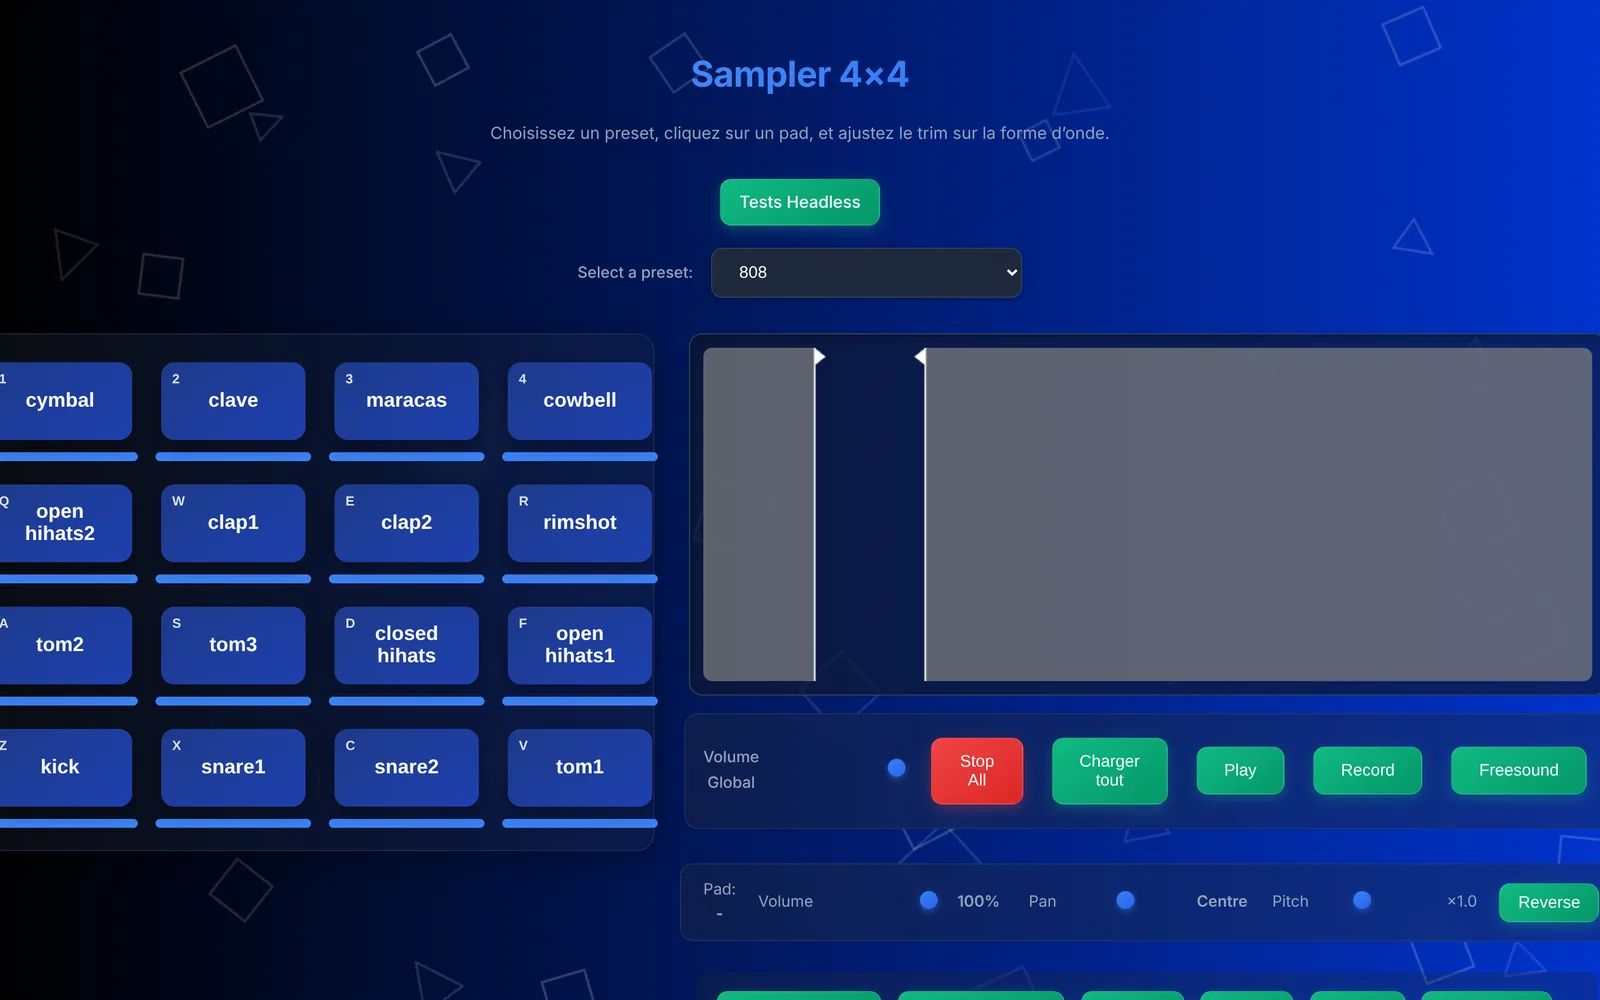 Sampler 4×4
Choisissez un preset, cliquez sur un pad, et ajustez le trim sur la forme d’onde.
Tests Headless
Select a preset:
808
1
cymbal
2
clave
3
maracas
4
cowbell
Q
open
hihats2
W
clap1
E
clap2
R
rimshot
A
tom2
S
tom3
D
closed
hihats
F
open
hihats1
Z
kick
X
snare1
C
snare2
V
tom1
Volume
Global
Stop
All
Charger
tout
Play
Record
Freesound
Pad:
-
Volume
100%
Pan
Centre
Pitch
×1.0
Reverse